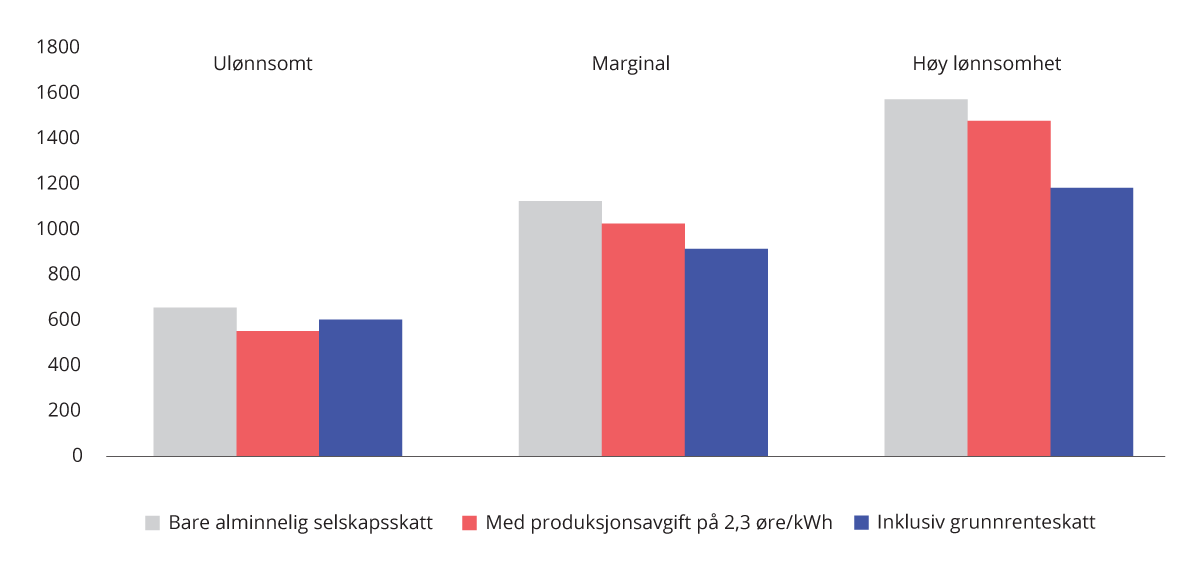 1800
Ulønnsomt
Marginal
Høy lønnsomhet
1600
1400
1200
1000
800
600
400
200
0
Bare alminnelig selskapsskatt
Med produksjonsavgift på 2,3 øre/kWh
Inklusiv grunnrenteskatt